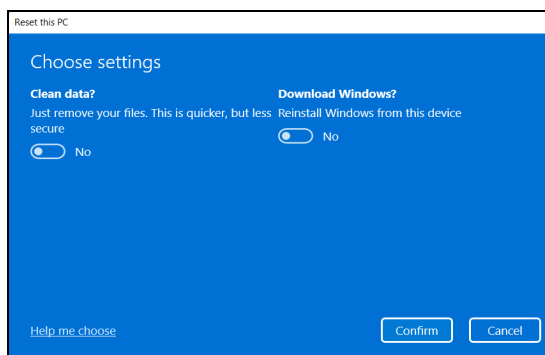 Reset this PC
Choose settings
Clean data?
Just remove your files. This is quicker, but less
secure
No
Download Windows?
Reinstall Windows from this device
No
Help me choose
Confirm
Cancel